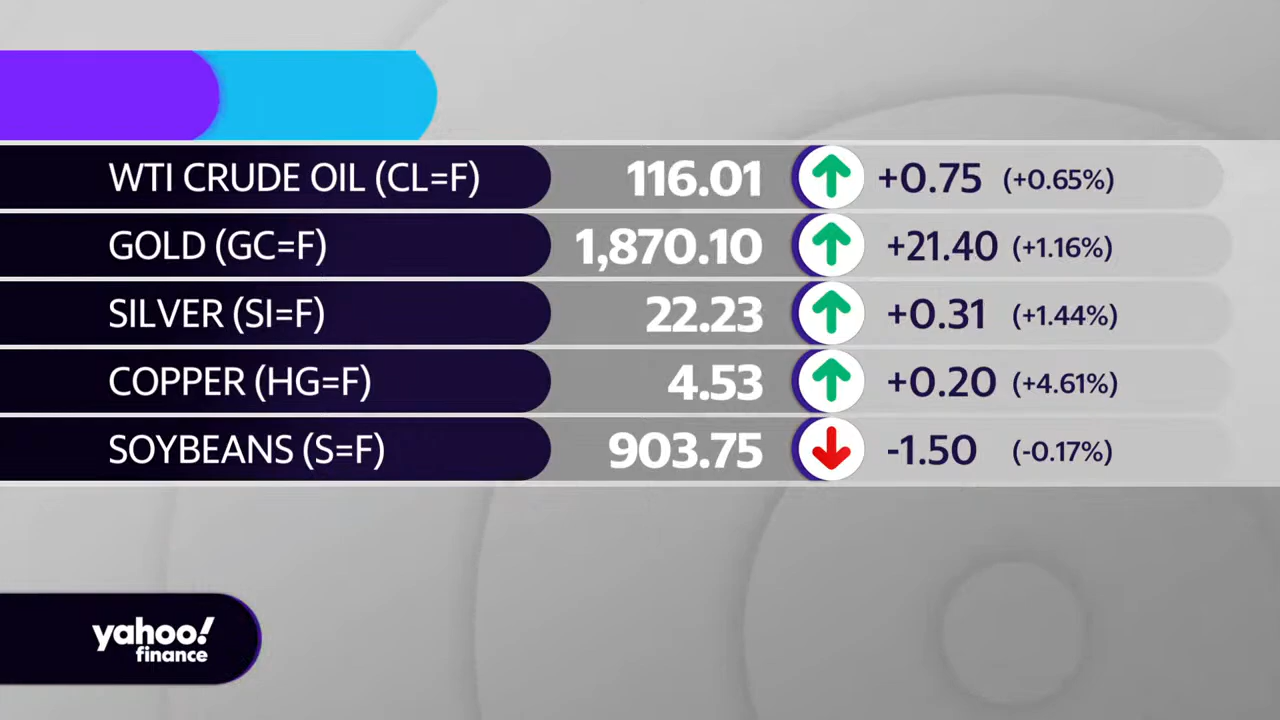 WTI CRUDE OIL (CL=F) 116.01 +0.75 (+0.65%)
GOLD (GC=F) 1,870.10 +21.40 (+1.16%)
SILVER (SI=F) 22.23 +0.31 (+1.44%)
COPPER (HG=F) 4.53 +0.20 (+4.61%)
SOYBEANS (S=F) 903.75 -1.50 (-0.17%)
yahoo!
finance